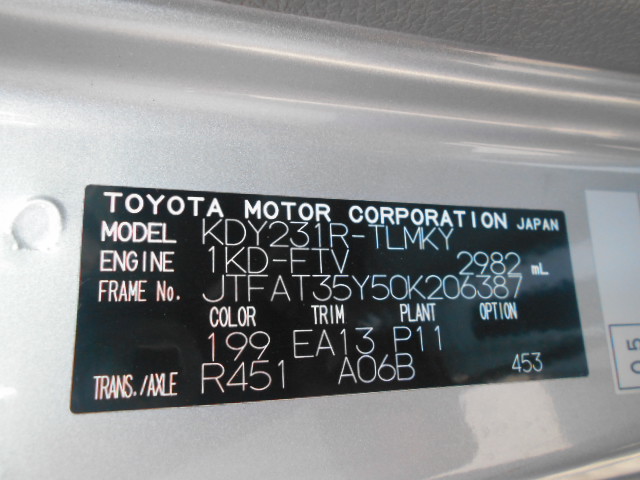 TOYOTA MOTOR CORPORATION JAPAN
MODEL KDY231R-TLMKY
ENGINE 1KD-FTV 2982 mL
FRAME No. JTFAT35Y50K206387
COLOR TRIM PLANT OPTION
199 EA13 P11
TRANS./AXLE R451 A06B 453